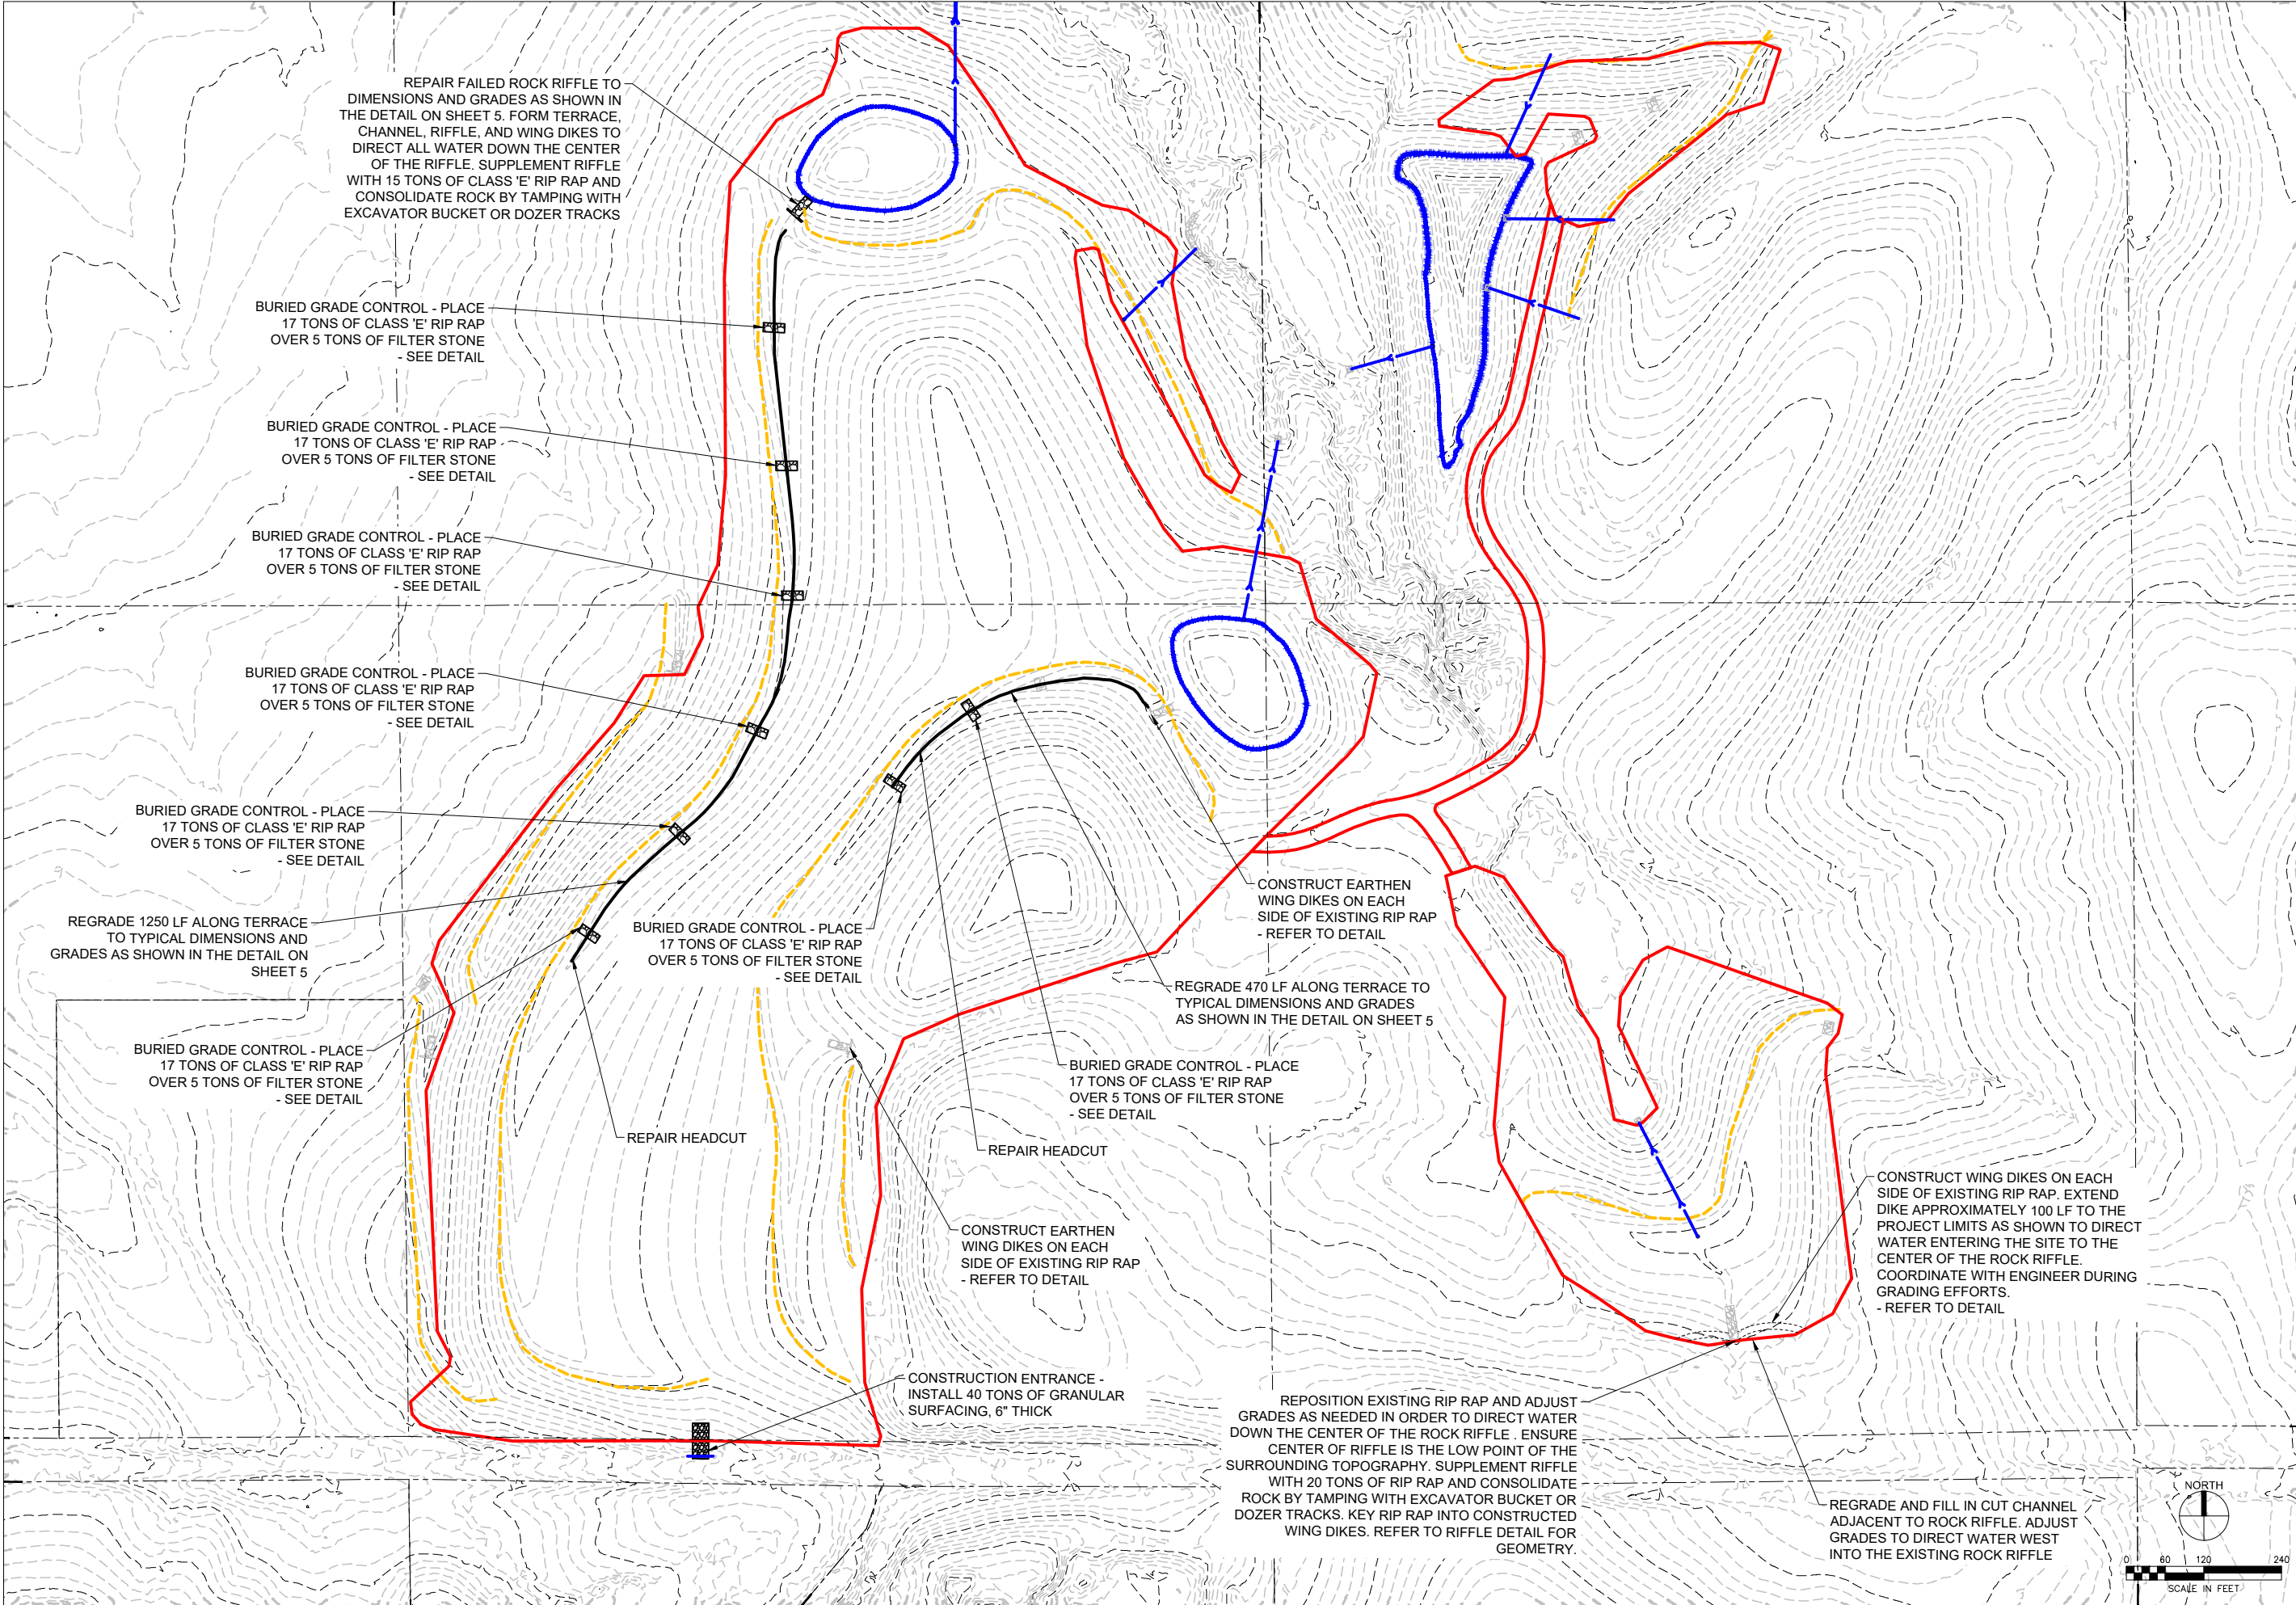 REPAIR FAILED ROCK RIFFLE TO
DIMENSIONS AND GRADES AS SHOWN IN
THE DETAIL ON SHEET 5. FORM TERRACE,
CHANNEL, RIFFLE, AND WING DIKES TO
DIRECT ALL WATER DOWN THE CENTER
OF THE RIFFLE. SUPPLEMENT RIFFLE
WITH 15 TONS OF CLASS 'E' RIP RAP AND
CONSOLIDATE ROCK BY TAMPING WITH
EXCAVATOR BUCKET OR DOZER TRACKS
BURIED GRADE CONTROL - PLACE
17 TONS OF CLASS 'E' RIP RAP
OVER 5 TONS OF FILTER STONE
- SEE DETAIL
BURIED GRADE CONTROL - PLACE
17 TONS OF CLASS 'E' RIP RAP
OVER 5 TONS OF FILTER STONE
- SEE DETAIL
BURIED GRADE CONTROL - PLACE
17 TONS OF CLASS 'E' RIP RAP
OVER 5 TONS OF FILTER STONE
- SEE DETAIL
BURIED GRADE CONTROL - PLACE
17 TONS OF CLASS 'E' RIP RAP
OVER 5 TONS OF FILTER STONE
- SEE DETAIL
BURIED GRADE CONTROL - PLACE
17 TONS OF CLASS 'E' RIP RAP
OVER 5 TONS OF FILTER STONE
- SEE DETAIL
REGRADE 1250 LF ALONG TERRACE
TO TYPICAL DIMENSIONS AND
GRADES AS SHOWN IN THE DETAIL ON
SHEET 5
BURIED GRADE CONTROL - PLACE
17 TONS OF CLASS 'E' RIP RAP
OVER 5 TONS OF FILTER STONE
- SEE DETAIL
BURIED GRADE CONTROL - PLACE
17 TONS OF CLASS 'E' RIP RAP
OVER 5 TONS OF FILTER STONE
- SEE DETAIL
REPAIR HEADCUT
CONSTRUCT EARTHEN
WING DIKES ON EACH
SIDE OF EXISTING RIP RAP
- REFER TO DETAIL
REGRADE 470 LF ALONG TERRACE TO
TYPICAL DIMENSIONS AND GRADES
AS SHOWN IN THE DETAIL ON SHEET 5
BURIED GRADE CONTROL - PLACE
17 TONS OF CLASS 'E' RIP RAP
OVER 5 TONS OF FILTER STONE
- SEE DETAIL
REPAIR HEADCUT
CONSTRUCT EARTHEN
WING DIKES ON EACH
SIDE OF EXISTING RIP RAP
- REFER TO DETAIL
CONSTRUCTION ENTRANCE -
INSTALL 40 TONS OF GRANULAR
SURFACING, 6" THICK
CONSTRUCT WING DIKES ON EACH
SIDE OF EXISTING RIP RAP. EXTEND
DIKE APPROXIMATELY 100 LF TO THE
PROJECT LIMITS AS SHOWN TO DIRECT
WATER ENTERING THE SITE TO THE
CENTER OF THE ROCK RIFFLE.
COORDINATE WITH ENGINEER DURING
GRADING EFFORTS.
- REFER TO DETAIL
REPOSITION EXISTING RIP RAP AND ADJUST
GRADES AS NEEDED IN ORDER TO DIRECT WATER
DOWN THE CENTER OF THE ROCK RIFFLE . ENSURE
CENTER OF RIFFLE IS THE LOW POINT OF THE
SURROUNDING TOPOGRAPHY. SUPPLEMENT RIFFLE
WITH 20 TONS OF RIP RAP AND CONSOLIDATE
ROCK BY TAMPING WITH EXCAVATOR BUCKET OR
DOZER TRACKS. KEY RIP RAP INTO CONSTRUCTED
WING DIKES. REFER TO RIFFLE DETAIL FOR
GEOMETRY.
REGRADE AND FILL IN CUT CHANNEL
ADJACENT TO ROCK RIFFLE. ADJUST
GRADES TO DIRECT WATER WEST
INTO THE EXISTING ROCK RIFFLE
NORTH
0 60 120 240
SCALE IN FEET